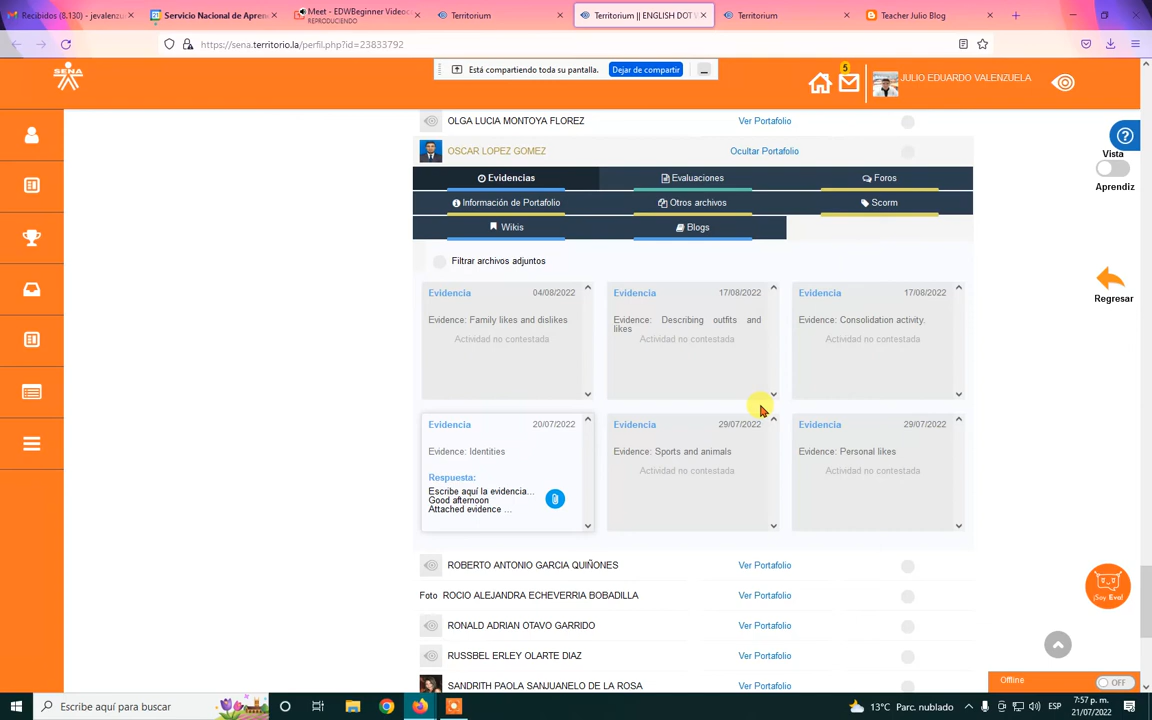 Recibidos (8.130) - jevalenzu
Servicio Nacional de Apren
Meet - EDWBeginner Videoc
REPRODUCIENDO
Territorium
Territorium || ENGLISH DOT
Territorium
Teacher Julio Blog
https://sena.territorio.la/perfil.php?id=23833792
Está compartiendo toda su pantalla.
Dejar de compartir
SENA
5
JULIO EDUARDO VALENZUELA
OLGA LUCIA MONTOYA FLOREZ
Ver Portafolio
OSCAR LOPEZ GOMEZ
Ocultar Portafolio
Vista
Aprendiz
Evidencias
Evaluaciones
Foros
Información de Portafolio
Otros archivos
Scorm
Wikis
Blogs
Filtrar archivos adjuntos
Regresar
Evidencia 04/08/2022
Evidence: Family likes and dislikes
Actividad no contestada
Evidencia 17/08/2022
Evidence: Describing outfits and
likes
Actividad no contestada
Evidencia 17/08/2022
Evidence: Consolidation activity.
Actividad no contestada
Evidencia 20/07/2022
Evidence: Identities
Respuesta:
Escribe aquí la evidencia...
Good afternoon
Attached evidence ...
Evidencia 29/07/2022
Evidence: Sports and animals
Actividad no contestada
Evidencia 29/07/2022
Evidence: Personal likes
Actividad no contestada
ROBERTO ANTONIO GARCIA QUIÑONES
Ver Portafolio
Foto ROCIO ALEJANDRA ECHEVERRIA BOBADILLA
Ver Portafolio
¡Soy Eva!
RONALD ADRIAN OTAVO GARRIDO
Ver Portafolio
RUSSBEL ERLEY OLARTE DIAZ
Ver Portafolio
SANDRITH PAOLA SANJUANELO DE LA ROSA
Ver Portafolio
Offline
OFF
Escribe aquí para buscar
13°C Parc. nublado
ESP
7:57 p. m.
21/07/2022